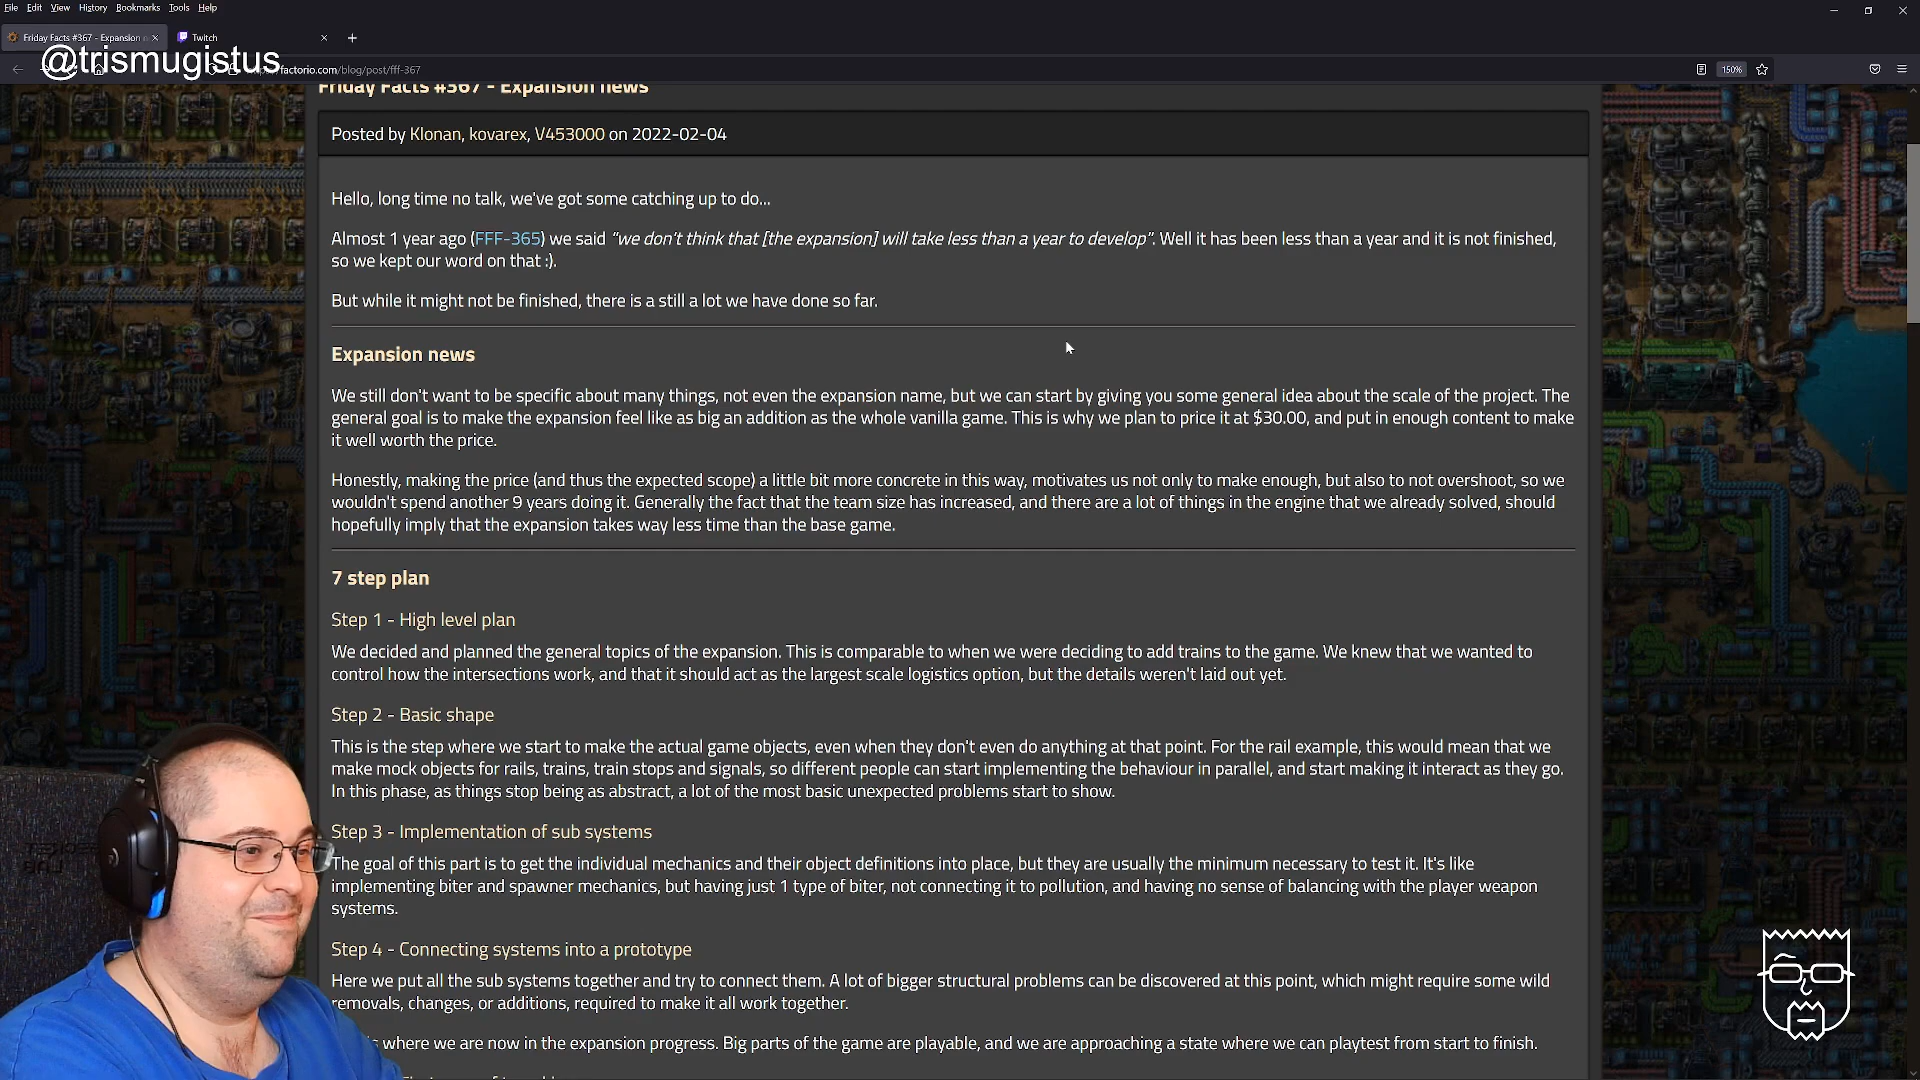 File Edit View History Bookmarks Tools Help
Friday Facts #367 - Expansion
Twitch
@trismugistus
factorio.com/blog/post/fff-367
150%
Friday Facts #367 - Expansion news
Posted by Klonan, kovarex, V453000 on 2022-02-04
Hello, long time no talk, we've got some catching up to do...
Almost 1 year ago (FFF-365) we said "we don't think that [the expansion] will take less than a year to develop". Well it has been less than a year and it is not finished,
so we kept our word on that :).
But while it might not be finished, there is a still a lot we have done so far.
Expansion news
We still don't want to be specific about many things, not even the expansion name, but we can start by giving you some general idea about the scale of the project. The
general goal is to make the expansion feel like as big an addition as the whole vanilla game. This is why we plan to price it at $30.00, and put in enough content to make
it well worth the price.
Honestly, making the price (and thus the expected scope) a little bit more concrete in this way, motivates us not only to make enough, but also to not overshoot, so we
wouldn't spend another 9 years doing it. Generally the fact that the team size has increased, and there are a lot of things in the engine that we already solved, should
hopefully imply that the expansion takes way less time than the base game.
7 step plan
Step 1 - High level plan
We decided and planned the general topics of the expansion. This is comparable to when we were deciding to add trains to the game. We knew that we wanted to
control how the intersections work, and that it should act as the largest scale logistics option, but the details weren't laid out yet.
Step 2 - Basic shape
This is the step where we start to make the actual game objects, even when they don't even do anything at that point. For the rail example, this would mean that we
make mock objects for rails, trains, train stops and signals, so different people can start implementing the behaviour in parallel, and start making it interact as they go.
In this phase, as things stop being as abstract, a lot of the most basic unexpected problems start to show.
Step 3 - Implementation of sub systems
The goal of this part is to get the individual mechanics and their object definitions into place, but they are usually the minimum necessary to test it. It's like
implementing biter and spawner mechanics, but having just 1 type of biter, not connecting it to pollution, and having no sense of balancing with the player weapon
systems.
Step 4 - Connecting systems into a prototype
Here we put all the sub systems together and try to connect them. A lot of bigger structural problems can be discovered at this point, which might require some wild
removals, changes, or additions, required to make it all work together.
where we are now in the expansion progress. Big parts of the game are playable, and we are approaching a state where we can playtest from start to finish.